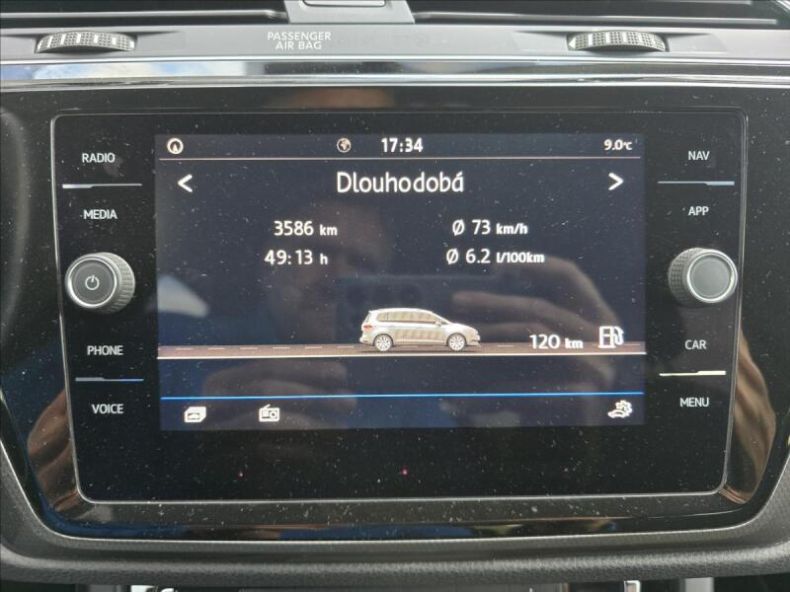 PASSENGER
AIR BAG
RADIO
MEDIA
PHONE
VOICE
17:34
9.0°C
< Dlouhodobá >
3586 km
Ø 73 km/h
49:13 h
Ø 6.2 l/100km
120 km
NAV
APP
CAR
MENU